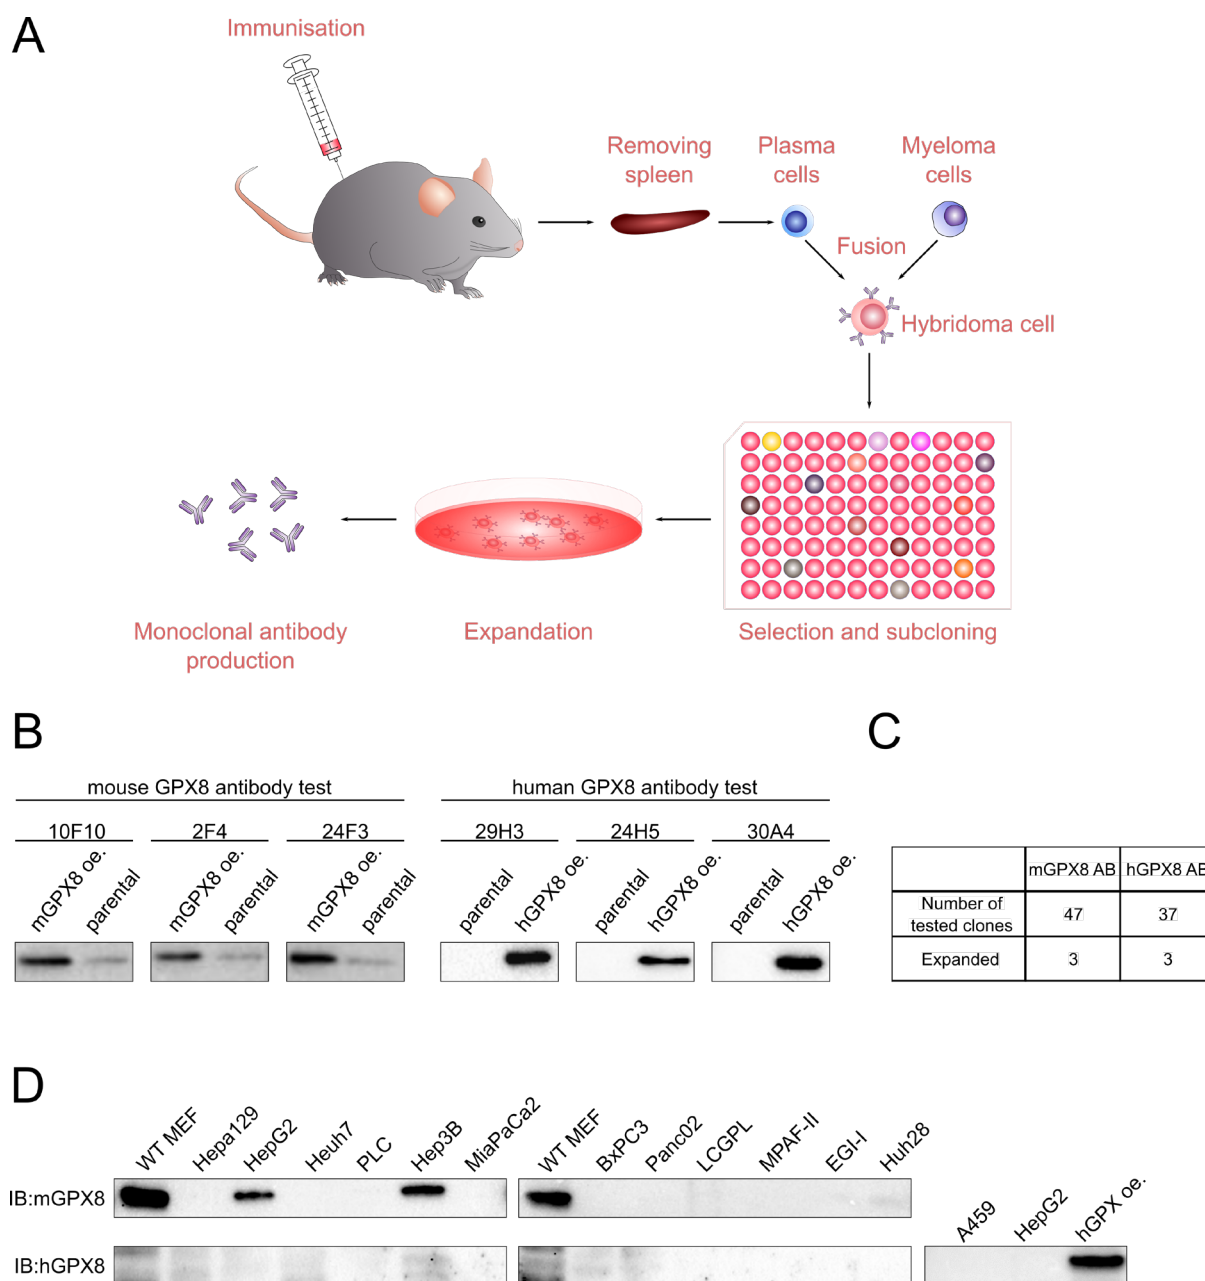 A
Immunisation
Removing
spleen
Plasma
cells
Myeloma
cells
Fusion
Hybridoma cell
Monoclonal antibody
production
Expandation
Selection and subcloning
B
mouse GPX8 antibody test
human GPX8 antibody test
10F10
2F4
24F3
29H3
24H5
30A4
mGPX8 oe.
parental
mGPX8 oe.
parental
mGPX8 oe.
parental
parental
hGPX8 oe.
parental
hGPX8 oe.
parental
hGPX8 oe.
C
mGPX8 AB
hGPX8 AB
Number of
tested clones
47
37
Expanded
3
3
D
WT MEF
Hepa129
HepG2
Heuh7
PLC
Hep3B
MiaPaCa2
WT MEF
BxPC3
Panc02
LCGPL
MPAF-II
EGI-I
Huh28
A459
HepG2
hGPX oe.
IB:mGPX8
IB:hGPX8